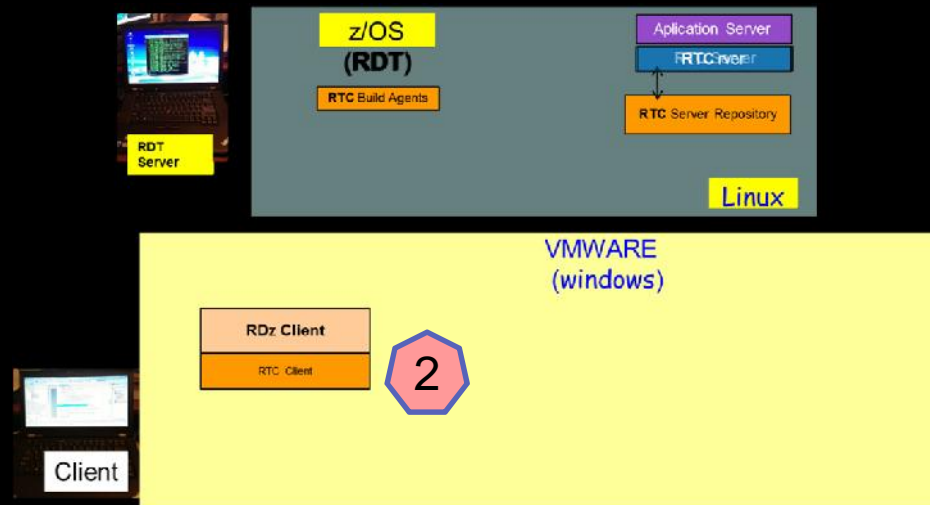 z/OS
(RDT)
RTC Build Agents
Aplication Server
RTC Server Repository
RDT
Server
Linux
VMWARE
(windows)
RDz Client
RTC Client
2
Client